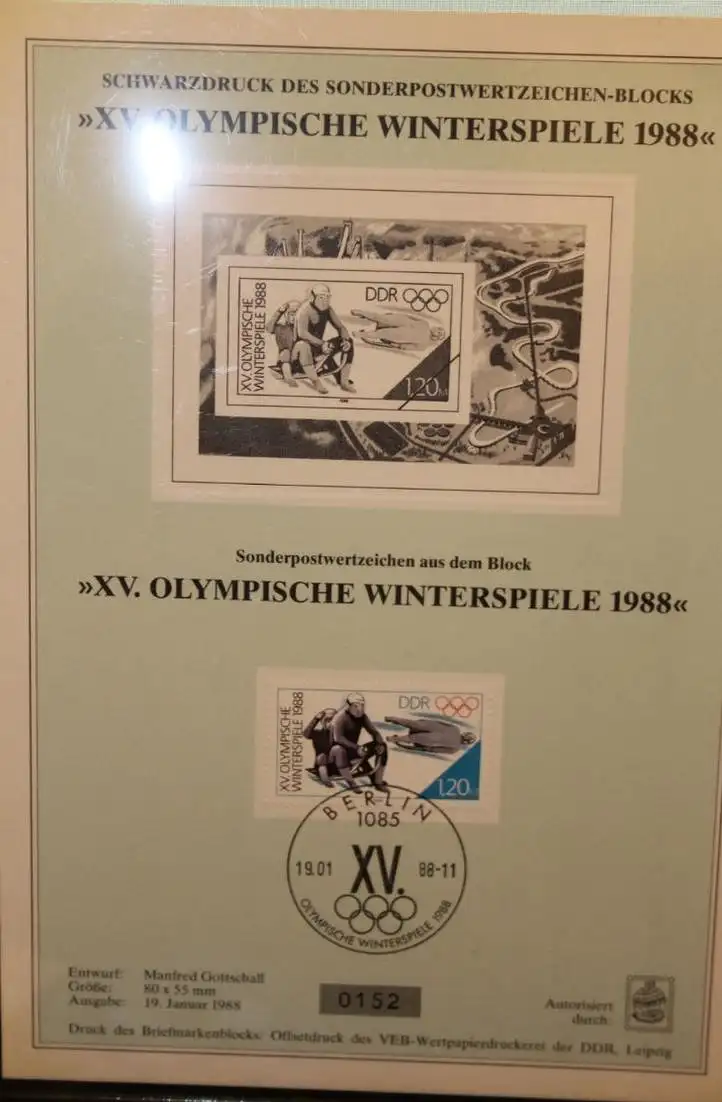 SCHWARZDRUCK DES SONDERPOSTWERTZEICHEN-BLOCKS
»XV. OLYMPISCHE WINTERSPIELE 1988«
XV. OLYMPISCHE
WINTERSPIELE 1988
DDR
1,20 M
Sonderpostwertzeichen aus dem Block
»XV. OLYMPISCHE WINTERSPIELE 1988«
XV. OLYMPISCHE
WINTERSPIELE 1988
DDR
1,20 M
BERLIN
1085
19.01
XV.
88-11
OLYMPISCHE WINTERSPIELE 1988
Entwurf: Manfred Gottschall
Größe: 80 x 55 mm
Ausgabe: 19. Januar 1988
0152
Autorisiert
durch:
Druck des Briefmarkenblocks: Offsetdruck des VEB-Wertpapierdruckerei der DDR, Leipzig